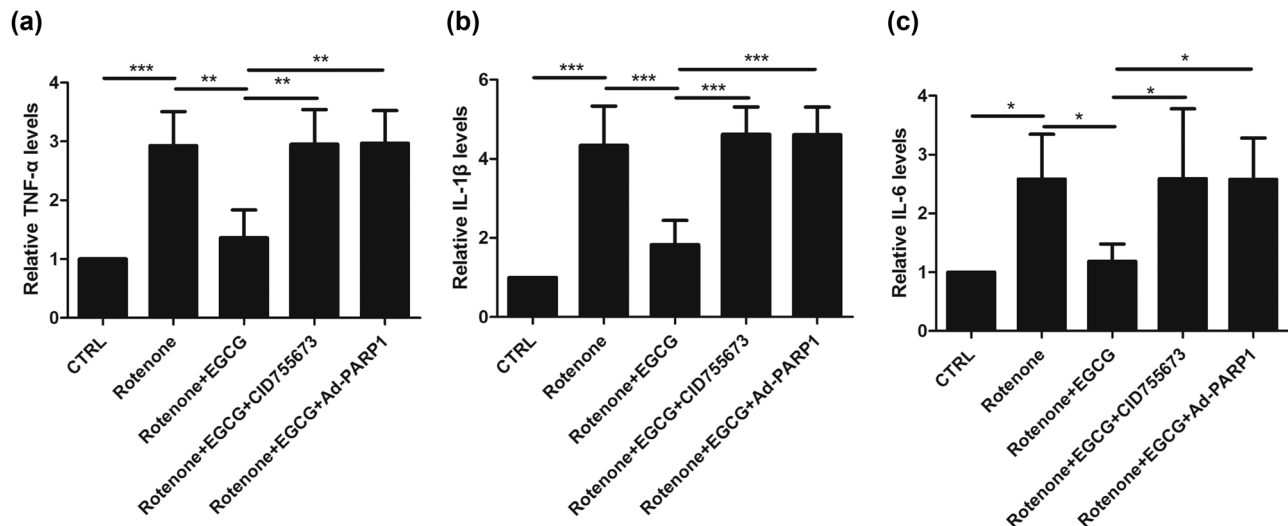 (a)
*** ** ** **
Relative TNF-α levels
4
3
2
1
0
CTRL
Rotenone
Rotenone+EGCG
Rotenone+EGCG+CID755673
Rotenone+EGCG+Ad-PARP1
(b)
*** *** *** ***
Relative IL-1β levels
6
4
2
0
CTRL
Rotenone
Rotenone+EGCG
Rotenone+EGCG+CID755673
Rotenone+EGCG+Ad-PARP1
(c)
* * * *
Relative IL-6 levels
4
3
2
1
0
CTRL
Rotenone
Rotenone+EGCG
Rotenone+EGCG+CID755673
Rotenone+EGCG+Ad-PARP1